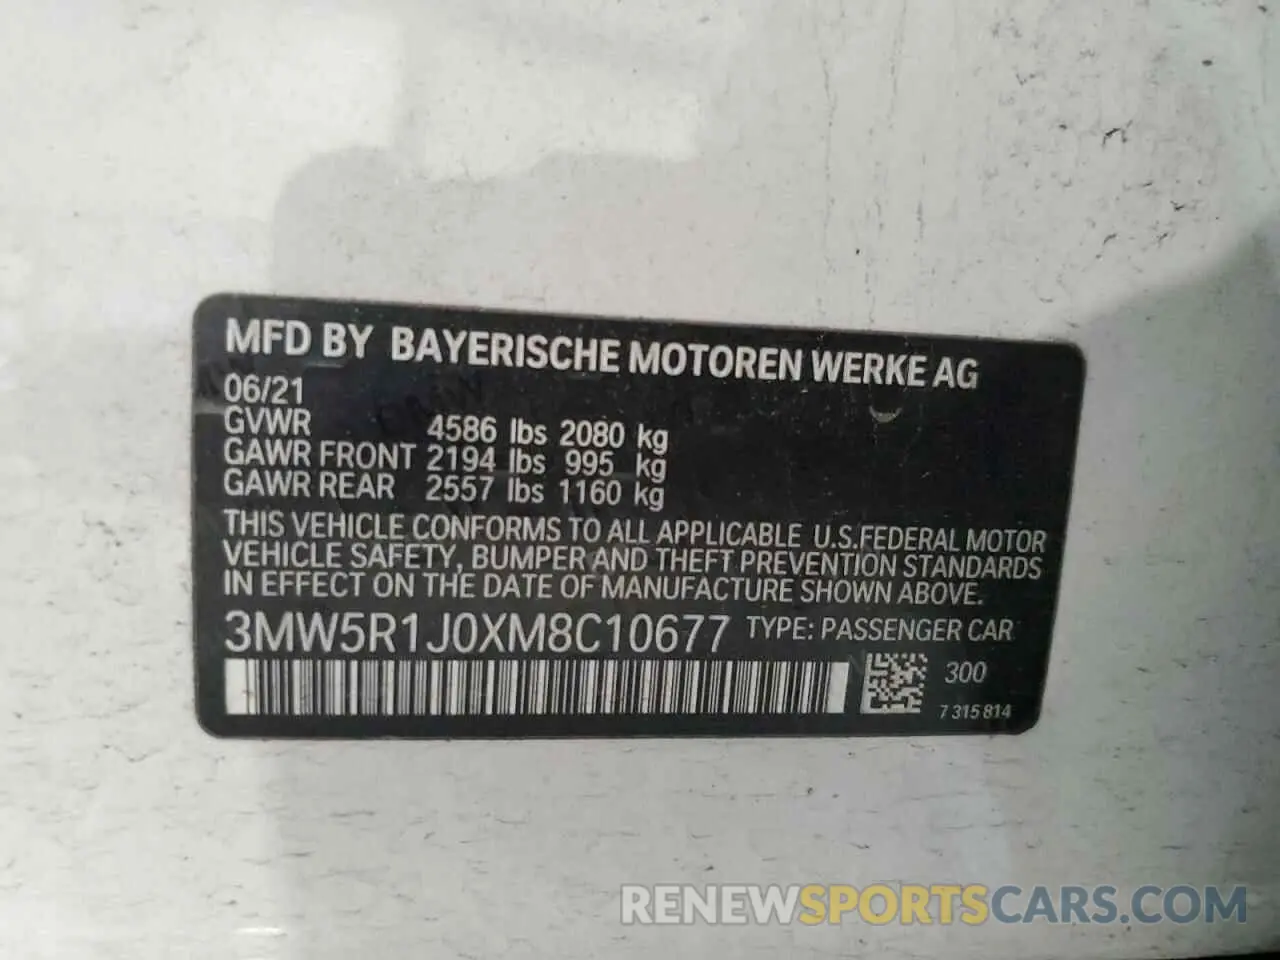 MFD BY BAYERISCHE MOTOREN WERKE AG
06/21
GVWR 4586 lbs 2080 kg
GAWR FRONT 2194 lbs 995 kg
GAWR REAR 2557 lbs 1160 kg
THIS VEHICLE CONFORMS TO ALL APPLICABLE U.S.FEDERAL MOTOR
VEHICLE SAFETY, BUMPER AND THEFT PREVENTION STANDARDS
IN EFFECT ON THE DATE OF MANUFACTURE SHOWN ABOVE.
3MW5R1J0XM8C10677 TYPE: PASSENGER CAR
300
7 315 814
RENEWSPORTSCARS.COM